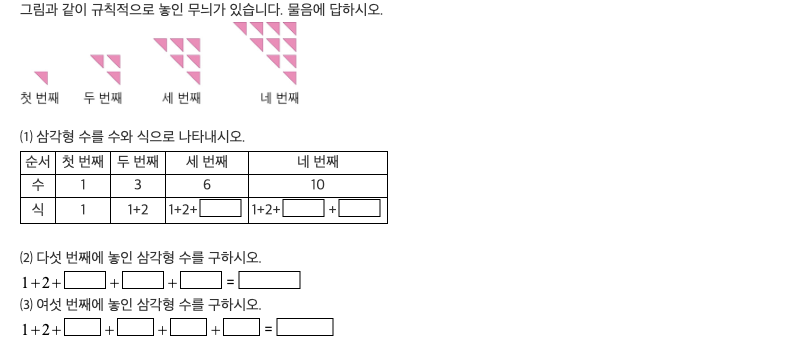 그림과 같이 규칙적으로 놓인 무늬가 있습니다. 물음에 답하시오.
첫 번째 두 번째 세 번째 네 번째
(1) 삼각형 수를 수와 식으로 나타내시오.
순서 첫 번째 두 번째 세 번째 네 번째
수 1 3 6 10
식 1 1+2 1+2+ 1+2+ +
(2) 다섯 번째에 놓인 삼각형 수를 구하시오.
1+2+ + + =
(3) 여섯 번째에 놓인 삼각형 수를 구하시오.
1+2+ + + + =